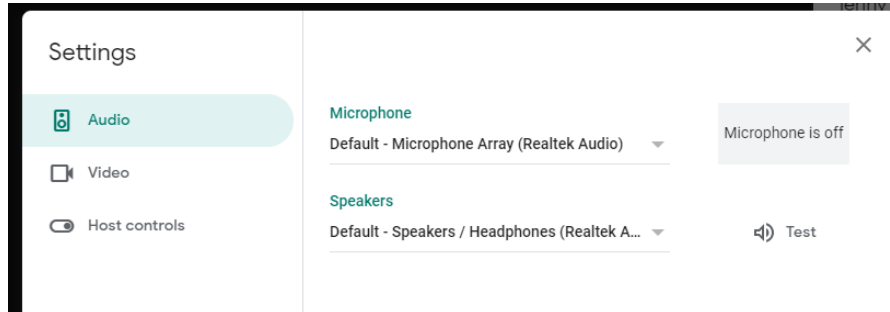 Jenny
Settings
Audio
Video
Host controls
Microphone
Default - Microphone Array (Realtek Audio)
Microphone is off
Speakers
Default - Speakers / Headphones (Realtek A...
Test